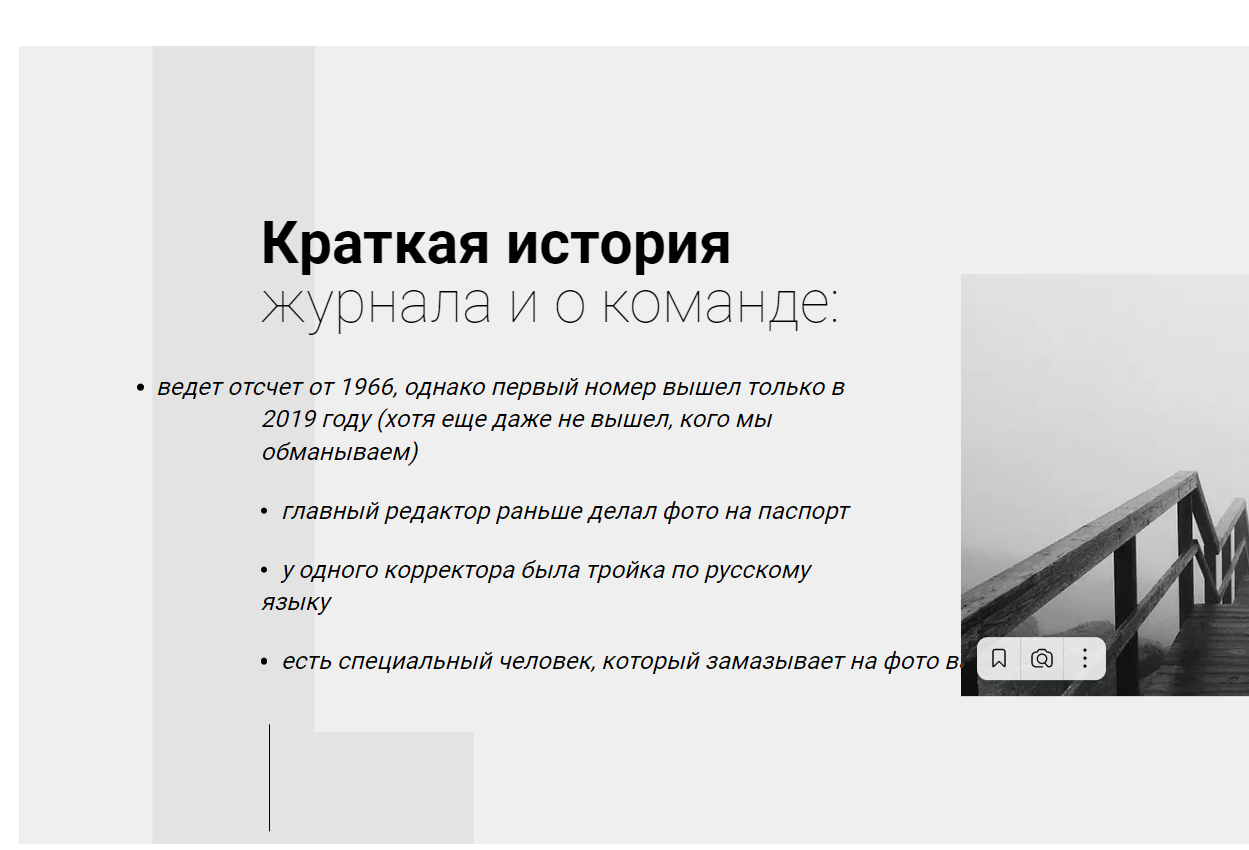 Краткая история
журнала и о команде:
• ведет отсчет от 1966, однако первый номер вышел только в
2019 году (хотя еще даже не вышел, кого мы
обманываем)
• главный редактор раньше делал фото на паспорт
• у одного корректора была тройка по русскому
языку
• есть специальный человек, который замазывает на фото